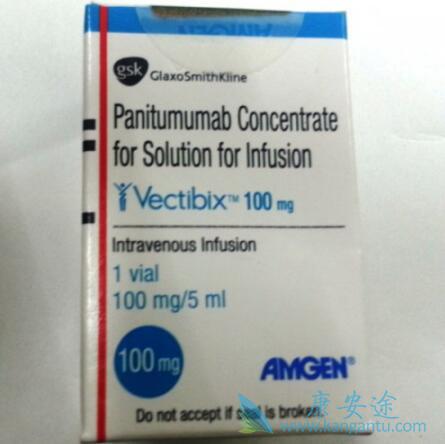 AMGEN
gsk GlaxoSmithKline
Panitumumab Concentrate
for Solution for Infusion
Vectibix™ 100 mg
Intravenous Infusion
1 vial
100 mg/5 ml
100 mg
AMGEN®
Do not accept if seal is broken.
康安途
www.kangantu.com